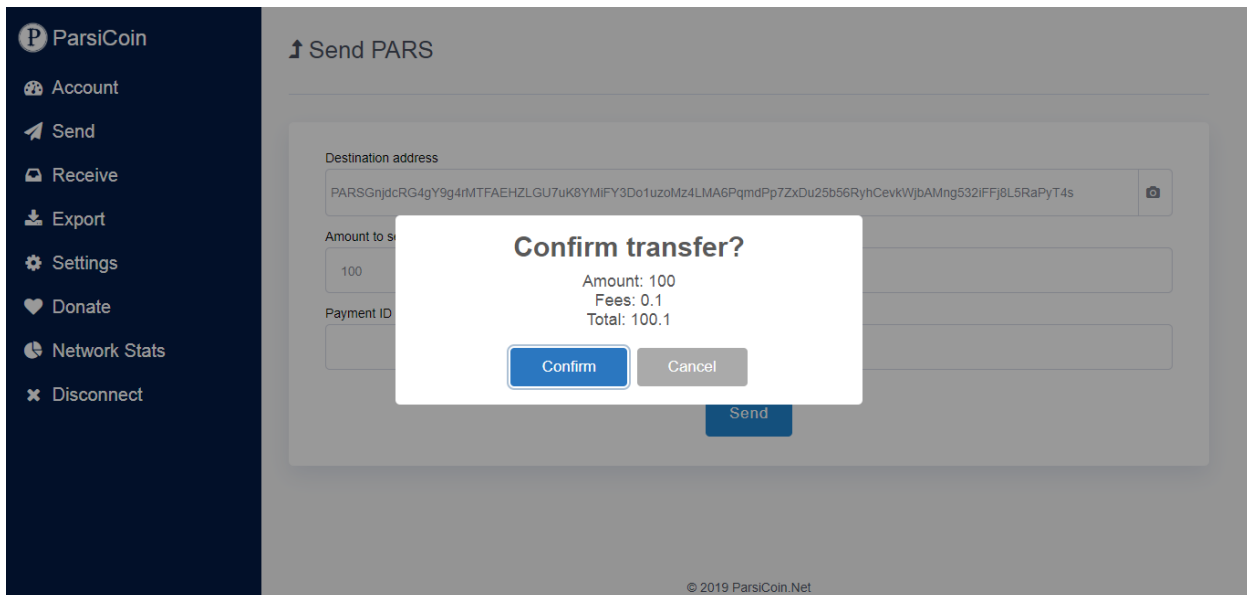 ParsiCoin
Account
Send
Receive
Export
Settings
Donate
Network Stats
Disconnect
Send PARS
Destination address
PARSGnjdcRG4gY9g4rMTFAEHZLGU7uK8YMiFY3Do1uzoMz4LMA6PqmdPp7ZxDu25b56RyhCevkWjbAMng532iFFj8L5RaPyT4s
Amount to s
100
Payment ID
Confirm transfer?
Amount: 100
Fees: 0.1
Total: 100.1
Confirm Cancel
Send
© 2019 ParsiCoin.Net